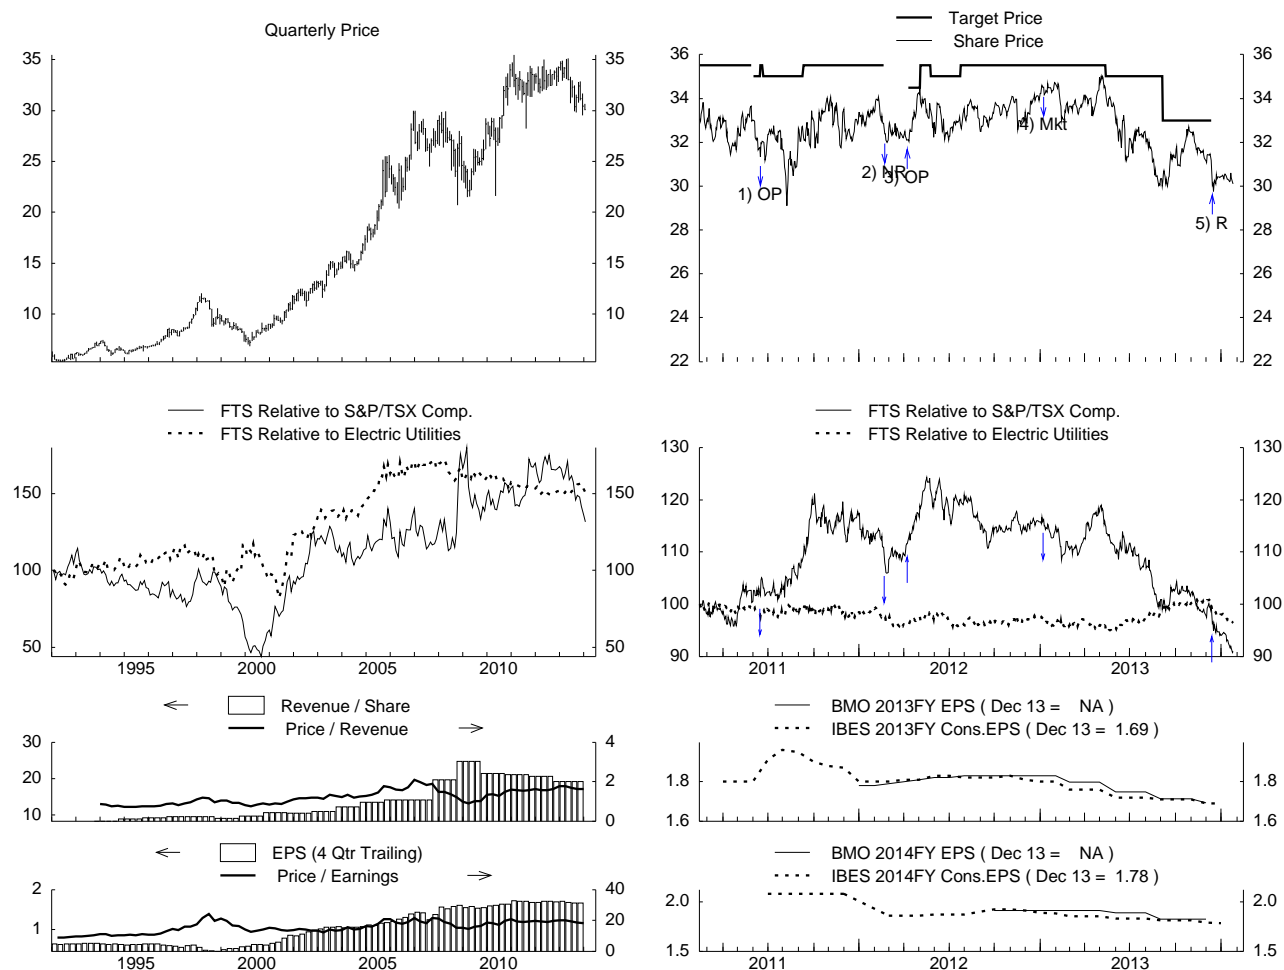 Quarterly Price
35 35
30 30
25 25
20 20
15 15
10 10
Target Price
Share Price
36 36
34 34
32 32
30 30
28 28
26 26
24 24
22 22
1) OP
2) NR
3) OP
4) Mkt
5) R
FTS Relative to S&P/TSX Comp.
FTS Relative to Electric Utilities
150 150
100 100
50 50
1995 2000 2005 2010
FTS Relative to S&P/TSX Comp.
FTS Relative to Electric Utilities
130 130
120 120
110 110
100 100
90 90
2011 2012 2013
Revenue / Share
Price / Revenue
30 4
20 2
10 0
BMO 2013FY EPS ( Dec 13 = NA )
IBES 2013FY Cons.EPS ( Dec 13 = 1.69 )
1.8 1.8
1.6 1.6
EPS (4 Qtr Trailing)
Price / Earnings
2 40
1 20
0
1995 2000 2005 2010
BMO 2014FY EPS ( Dec 13 = NA )
IBES 2014FY Cons.EPS ( Dec 13 = 1.78 )
2.0 2.0
1.5 1.5
2011 2012 2013